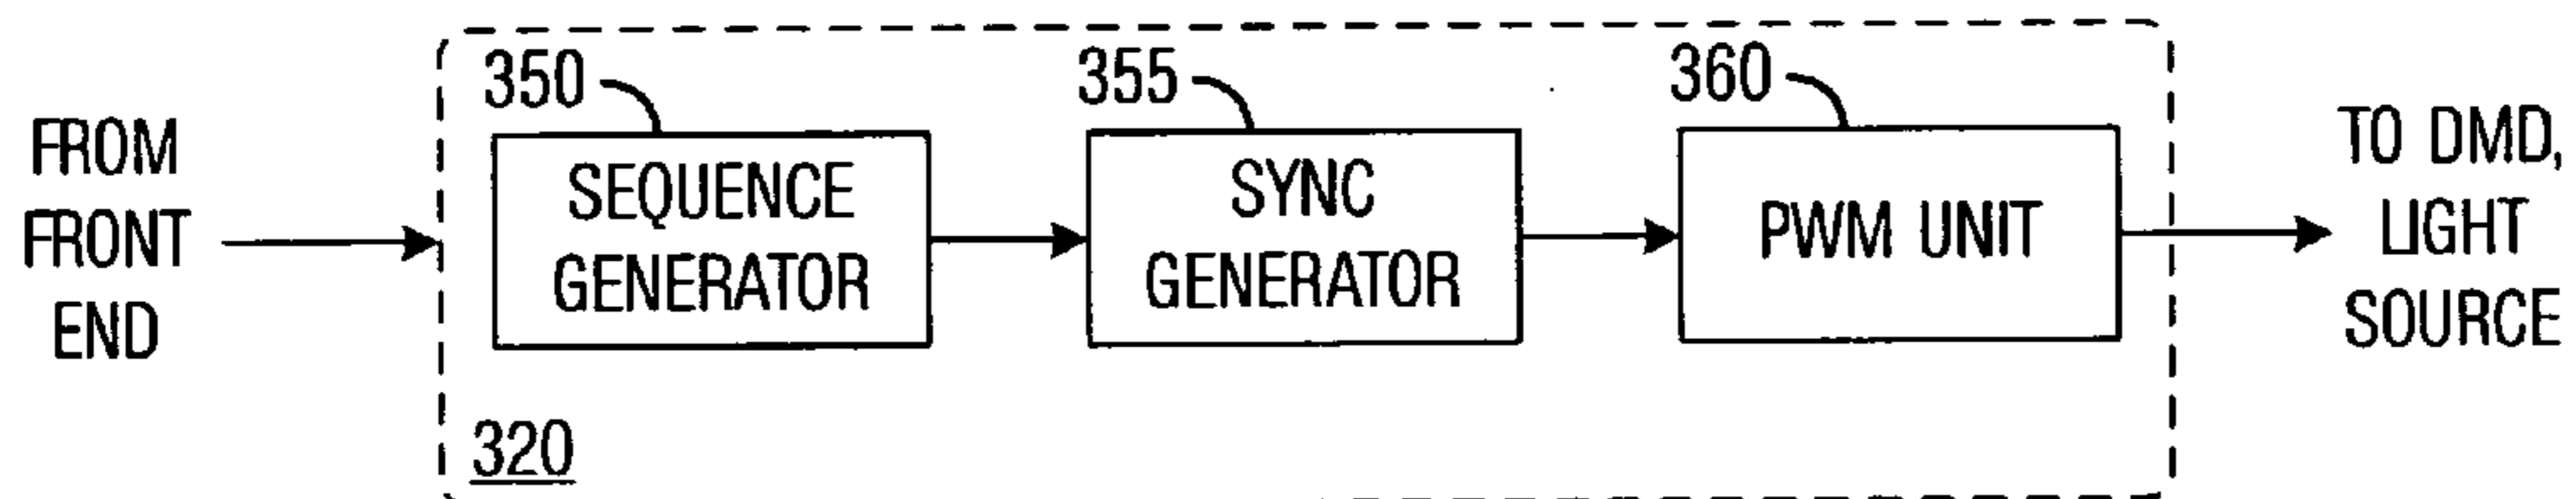 350
355
360
FROM
FRONT
END
SEQUENCE
GENERATOR
SYNC
GENERATOR
PWM UNIT
TO DMD,
LIGHT
SOURCE
320